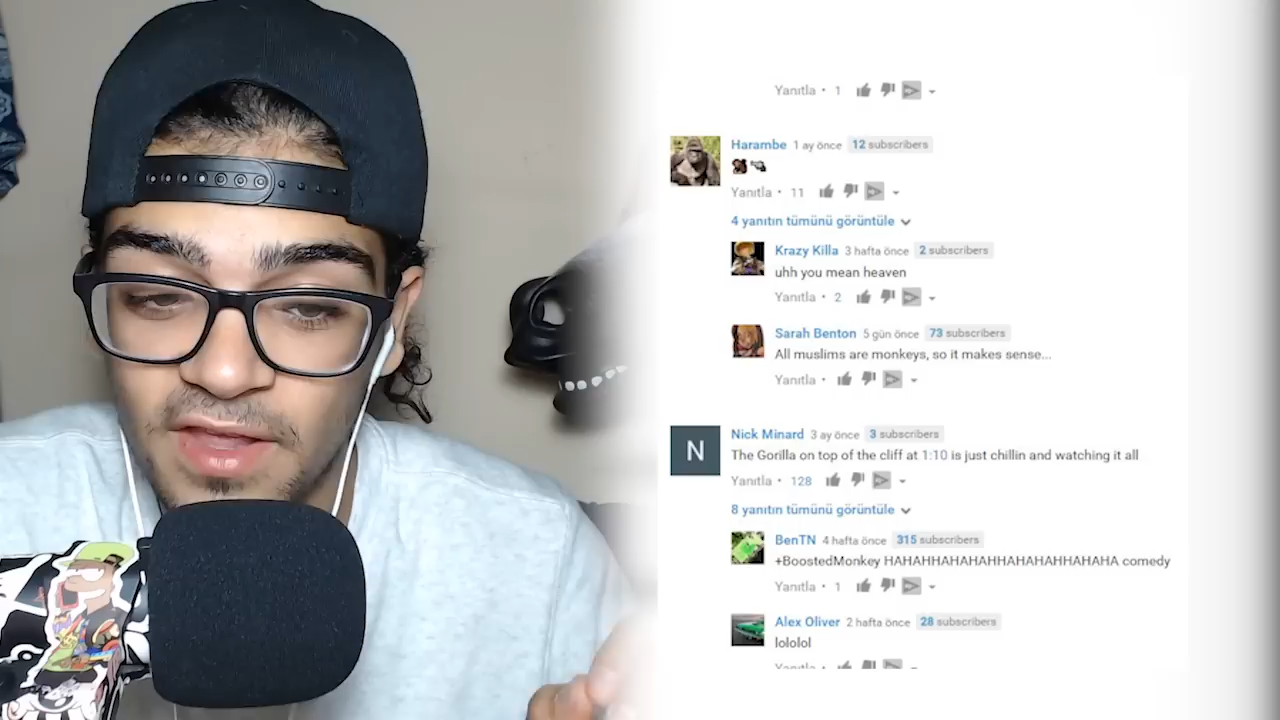 Yanıtla • 1
Harambe 1 ay önce 12 subscribers
Yanıtla • 11
4 yanıtın tümünü görüntüle
Krazy Killa 3 hafta önce 2 subscribers
uhh you mean heaven
Yanıtla • 2
Sarah Benton 5 gün önce 73 subscribers
All muslims are monkeys, so it makes sense...
Yanıtla •
N
Nick Minard 3 ay önce 3 subscribers
The Gorilla on top of the cliff at 1:10 is just chillin and watching it all
Yanıtla • 128
8 yanıtın tümünü görüntüle
BenTN 4 hafta önce 315 subscribers
+BoostedMonkey HAHAHHAHAHAHHAHAHAHAHHAHAHA comedy
Yanıtla • 1
Alex Oliver 2 hafta önce 28 subscribers
lololol
Yanıtla •